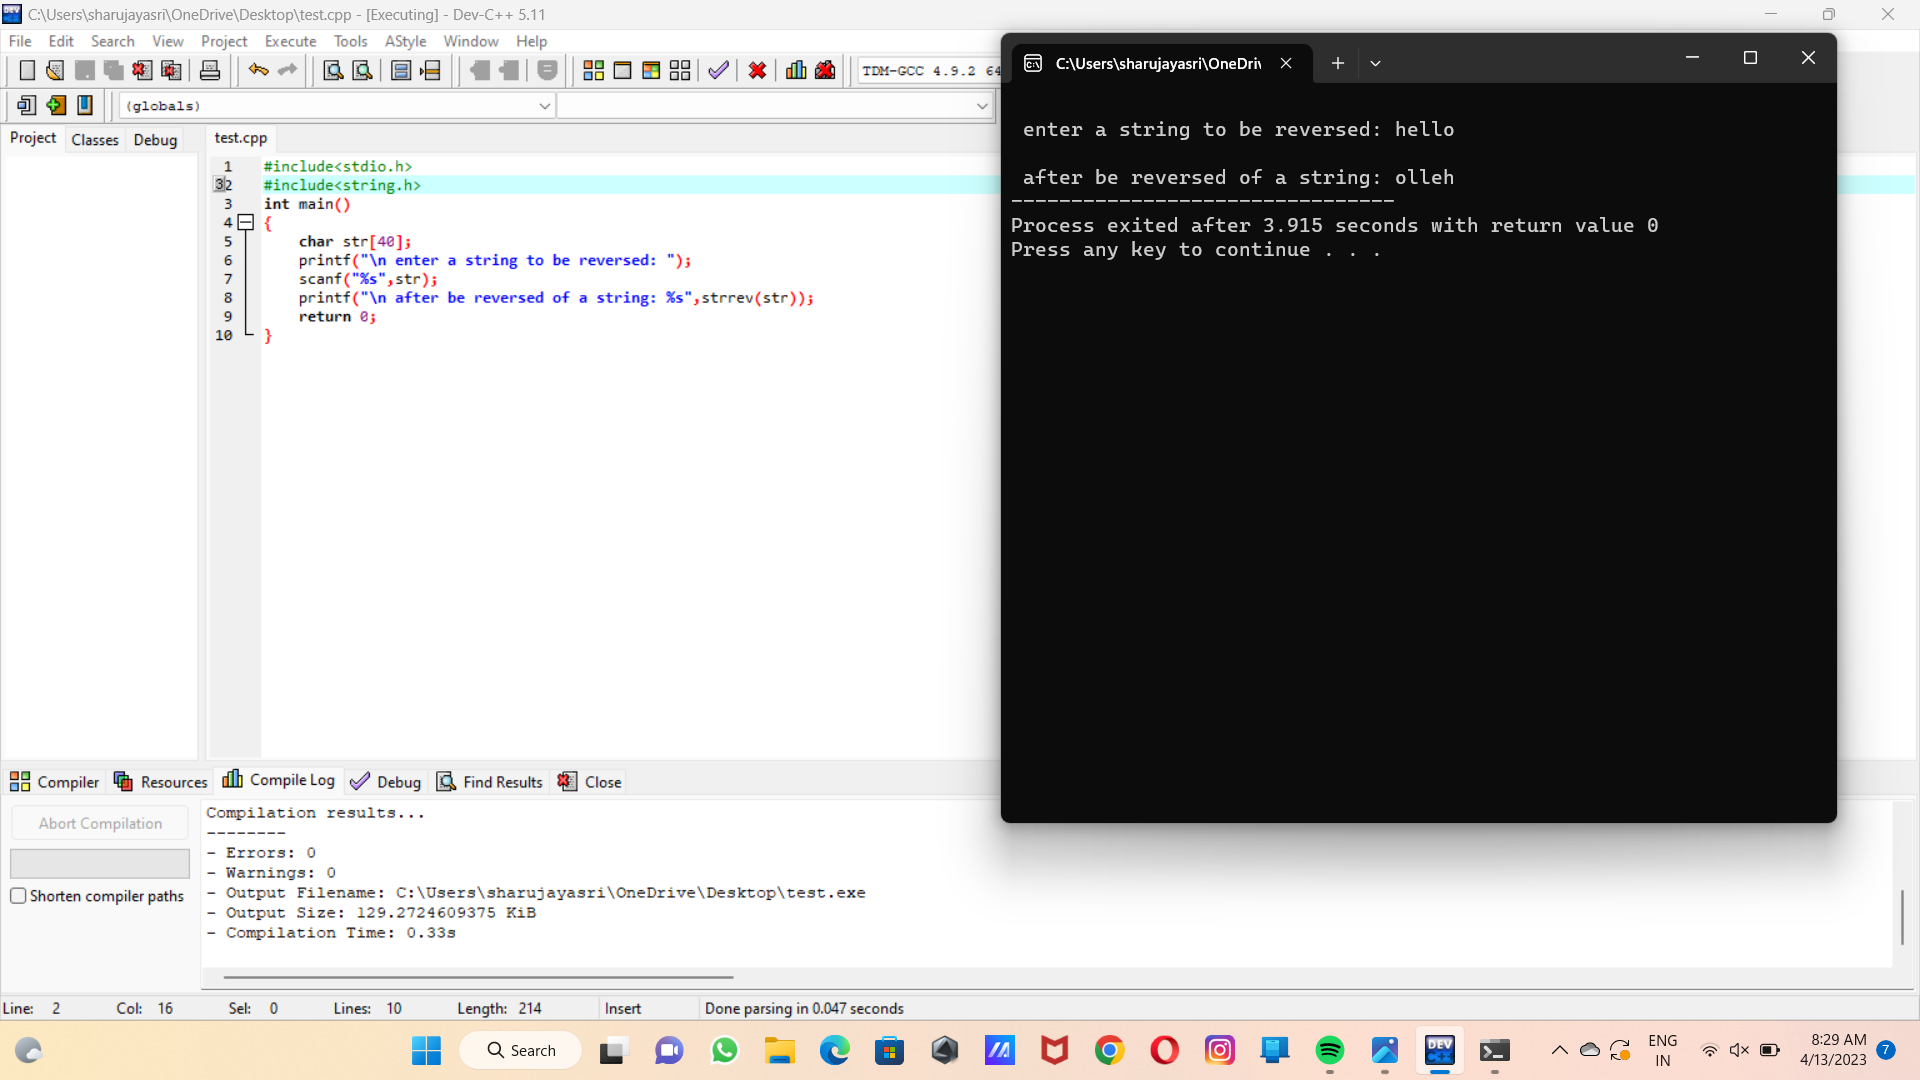 C:\Users\sharujayasri\OneDrive\Desktop\test.cpp - [Executing] - Dev-C++ 5.11
File Edit Search View Project Execute Tools AStyle Window Help
TDM-GCC 4.9.2 64
(globals)
Project Classes Debug
test.cpp
1 #include<stdio.h>
2 #include<string.h>
3 int main()
4 {
5 char str[40];
6 printf("\n enter a string to be reversed: ");
7 scanf("%s",str);
8 printf("\n after be reversed of a string: %s",strrev(str));
9 return 0;
10 }
C:\Users\sharujayasri\OneDriv
enter a string to be reversed: hello
after be reversed of a string: olleh
--------------------------------
Process exited after 3.915 seconds with return value 0
Press any key to continue . . .
Compiler Resources Compile Log Debug Find Results Close
Abort Compilation
Shorten compiler paths
Compilation results...
--------
- Errors: 0
- Warnings: 0
- Output Filename: C:\Users\sharujayasri\OneDrive\Desktop\test.exe
- Output Size: 129.2724609375 KiB
- Compilation Time: 0.33s
Line: 2 Col: 16 Sel: 0 Lines: 10 Length: 214 Insert Done parsing in 0.047 seconds
Search
DEV
ENG
IN
8:29 AM
4/13/2023
7